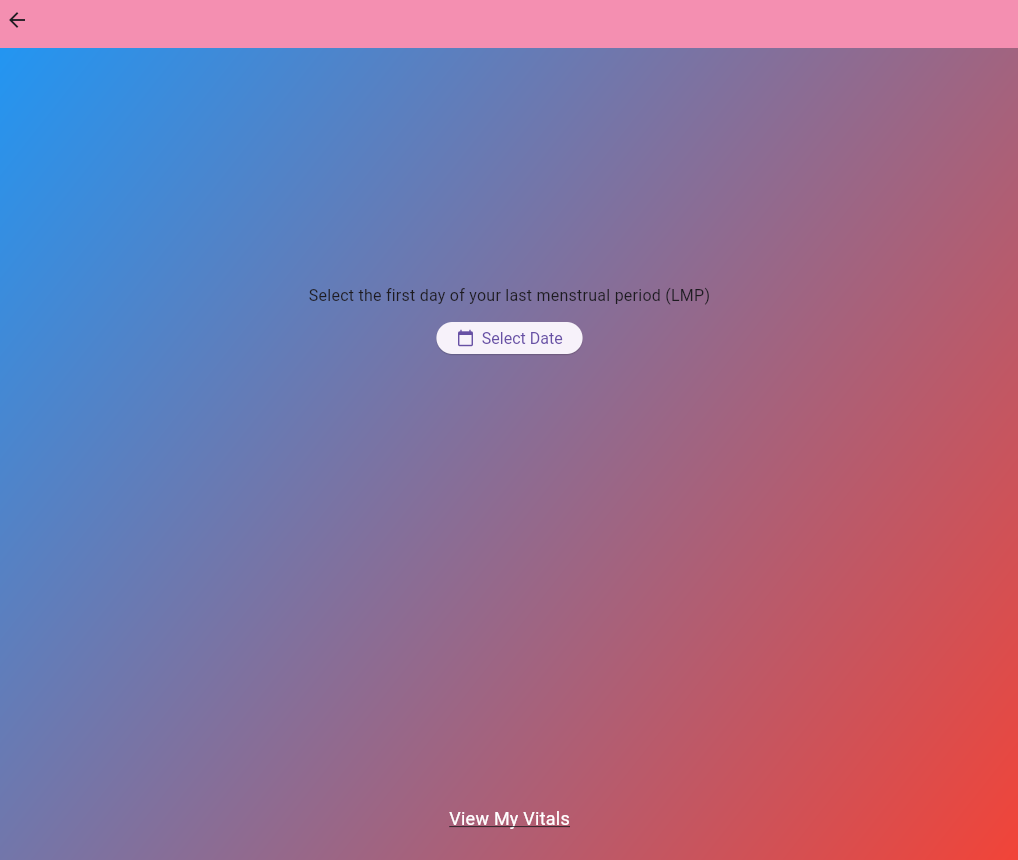 Select the first day of your last menstrual period (LMP)
Select Date
View My Vitals